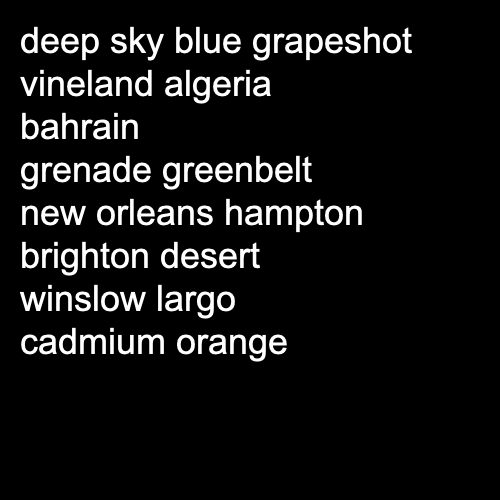 deep sky blue grapeshot
vineland algeria
bahrain
grenade greenbelt
new orleans hampton
brighton desert
winslow largo
cadmium orange